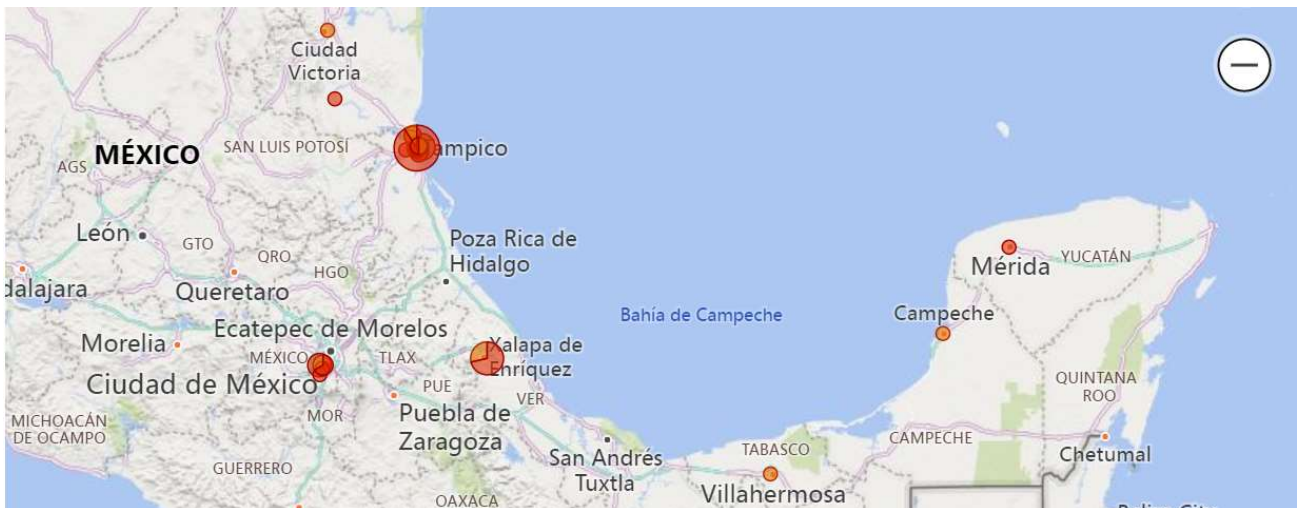 Ciudad
Victoria
MÉXICO
SAN LUIS POTOSÍ
Tampico
AGS
León
GTO
QRO
HGO
Poza Rica de
Hidalgo
dalajara
Queretaro
Mérida
YUCATÁN
Bahía de Campeche
Campeche
Ecatepec de Morelos
Morelia
MÉXICO
TLAX
Xalapa de
Enríquez
Ciudad de México
PUE
VER
QUINTANA
ROO
MOR
Puebla de
Zaragoza
MICHOACÁN
DE OCAMPO
CAMPECHE
TABASCO
Chetumal
San Andrés
Tuxtla
GUERRERO
Villahermosa
OAXACA